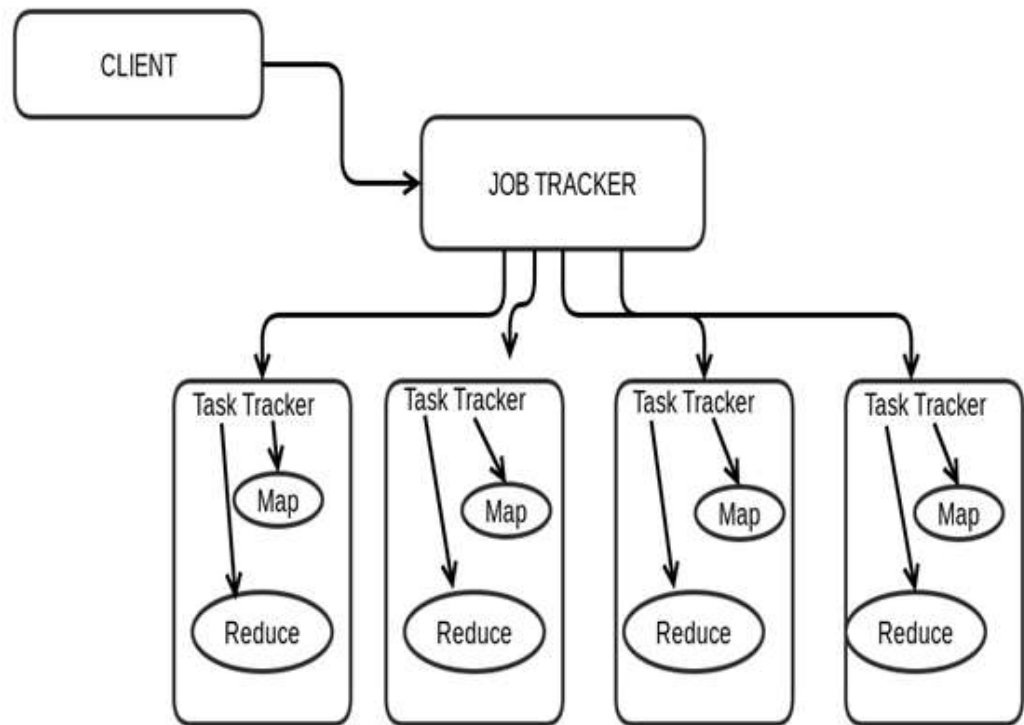 CLIENT
JOB TRACKER
Task Tracker
Map
Reduce
Task Tracker
Map
Reduce
Task Tracker
Map
Reduce
Task Tracker
Map
Reduce